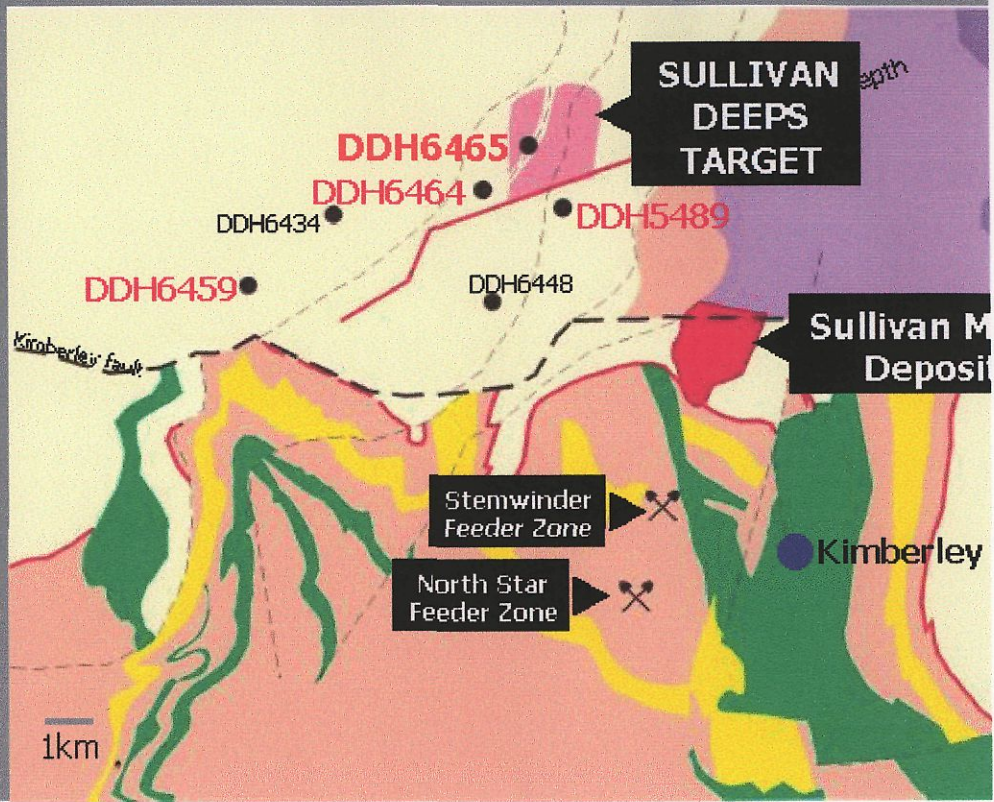 SULLIVAN
DEEPS
TARGET
epth
DDH6465
DDH6464
DDH6434
DDH5489
DDH6459
DDH6448
Kimberley fault
Sullivan M
Deposit
Stemwinder
Feeder Zone
Kimberley
North Star
Feeder Zone
1km